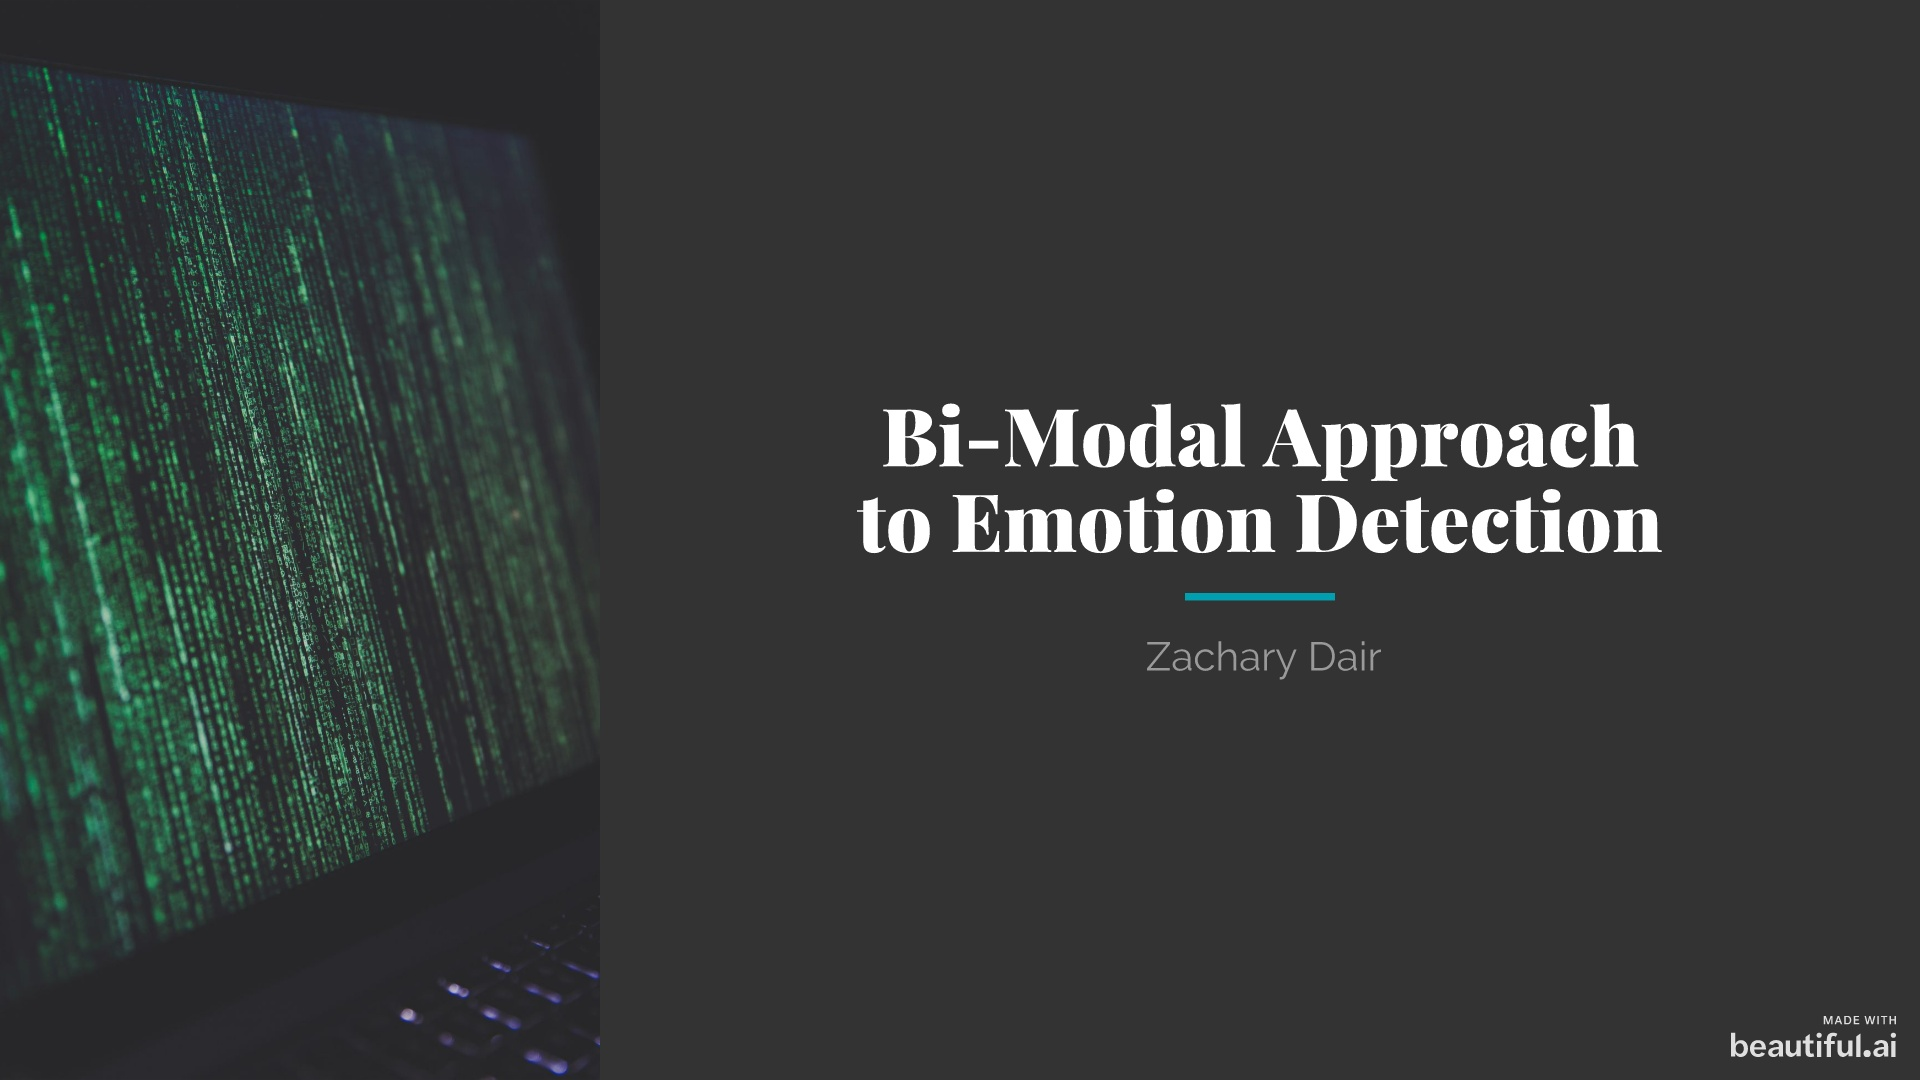 Bi-Modal Approach
to Emotion Detection
Zachary Dair
MADE WITH
beautiful.ai